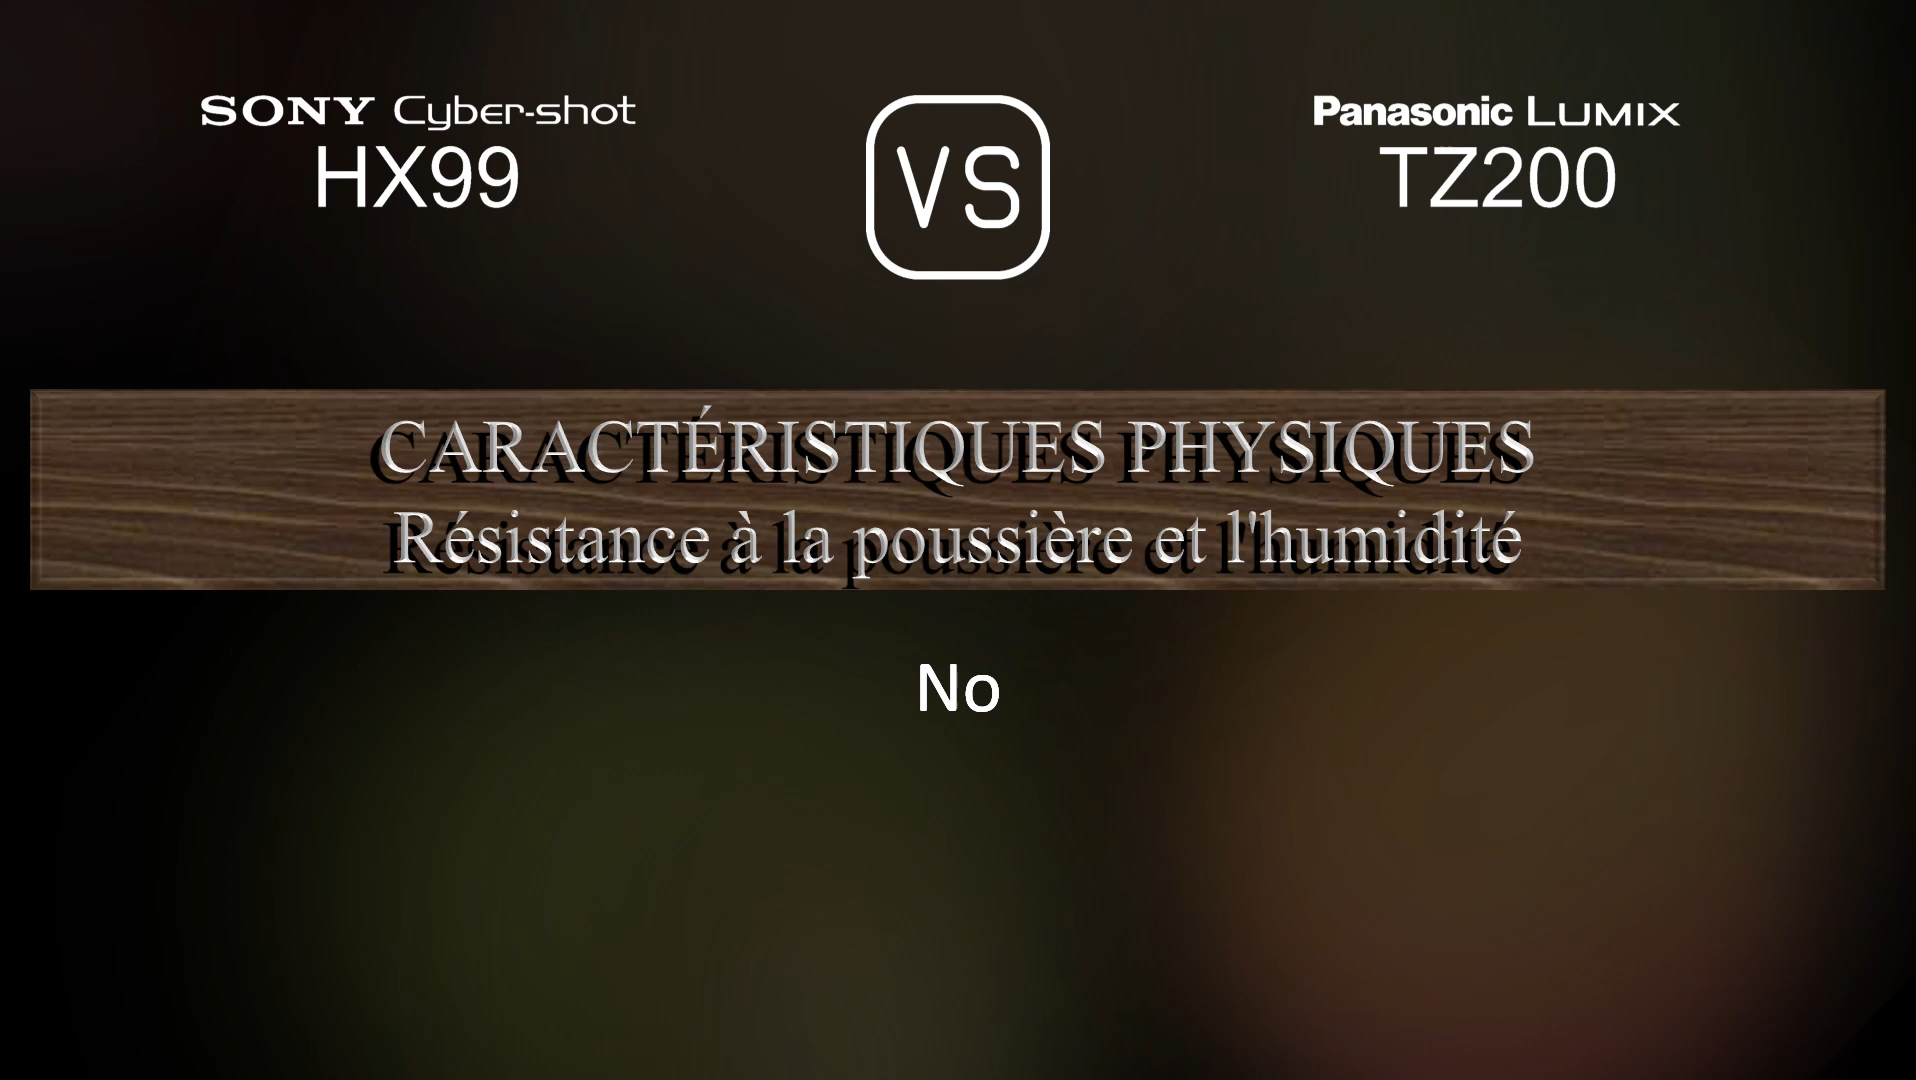 SONY Cyber-shot
HX99
VS
Panasonic LUMIX
TZ200
CARACTÉRISTIQUES PHYSIQUES
Résistance à la poussière et l'humidité
No